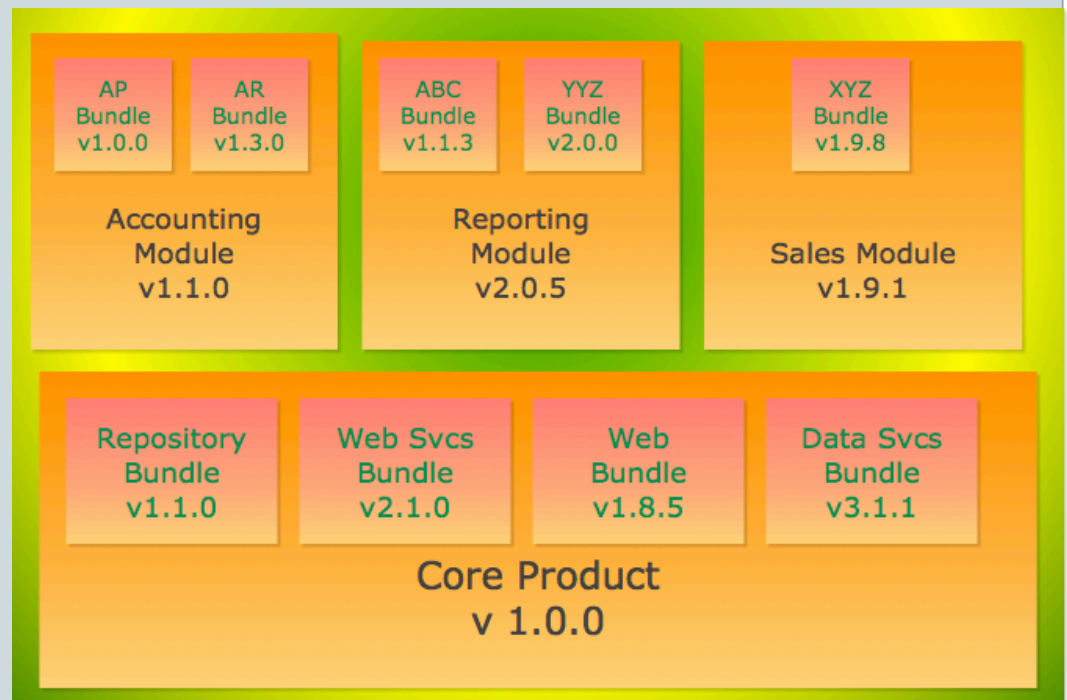 AP
Bundle
v1.0.0
AR
Bundle
v1.3.0
Accounting
Module
v1.1.0
ABC
Bundle
v1.1.3
YYZ
Bundle
v2.0.0
Reporting
Module
v2.0.5
XYZ
Bundle
v1.9.8
Sales Module
v1.9.1
Repository
Bundle
v1.1.0
Web Svcs
Bundle
v2.1.0
Web
Bundle
v1.8.5
Data Svcs
Bundle
v3.1.1
Core Product
v 1.0.0